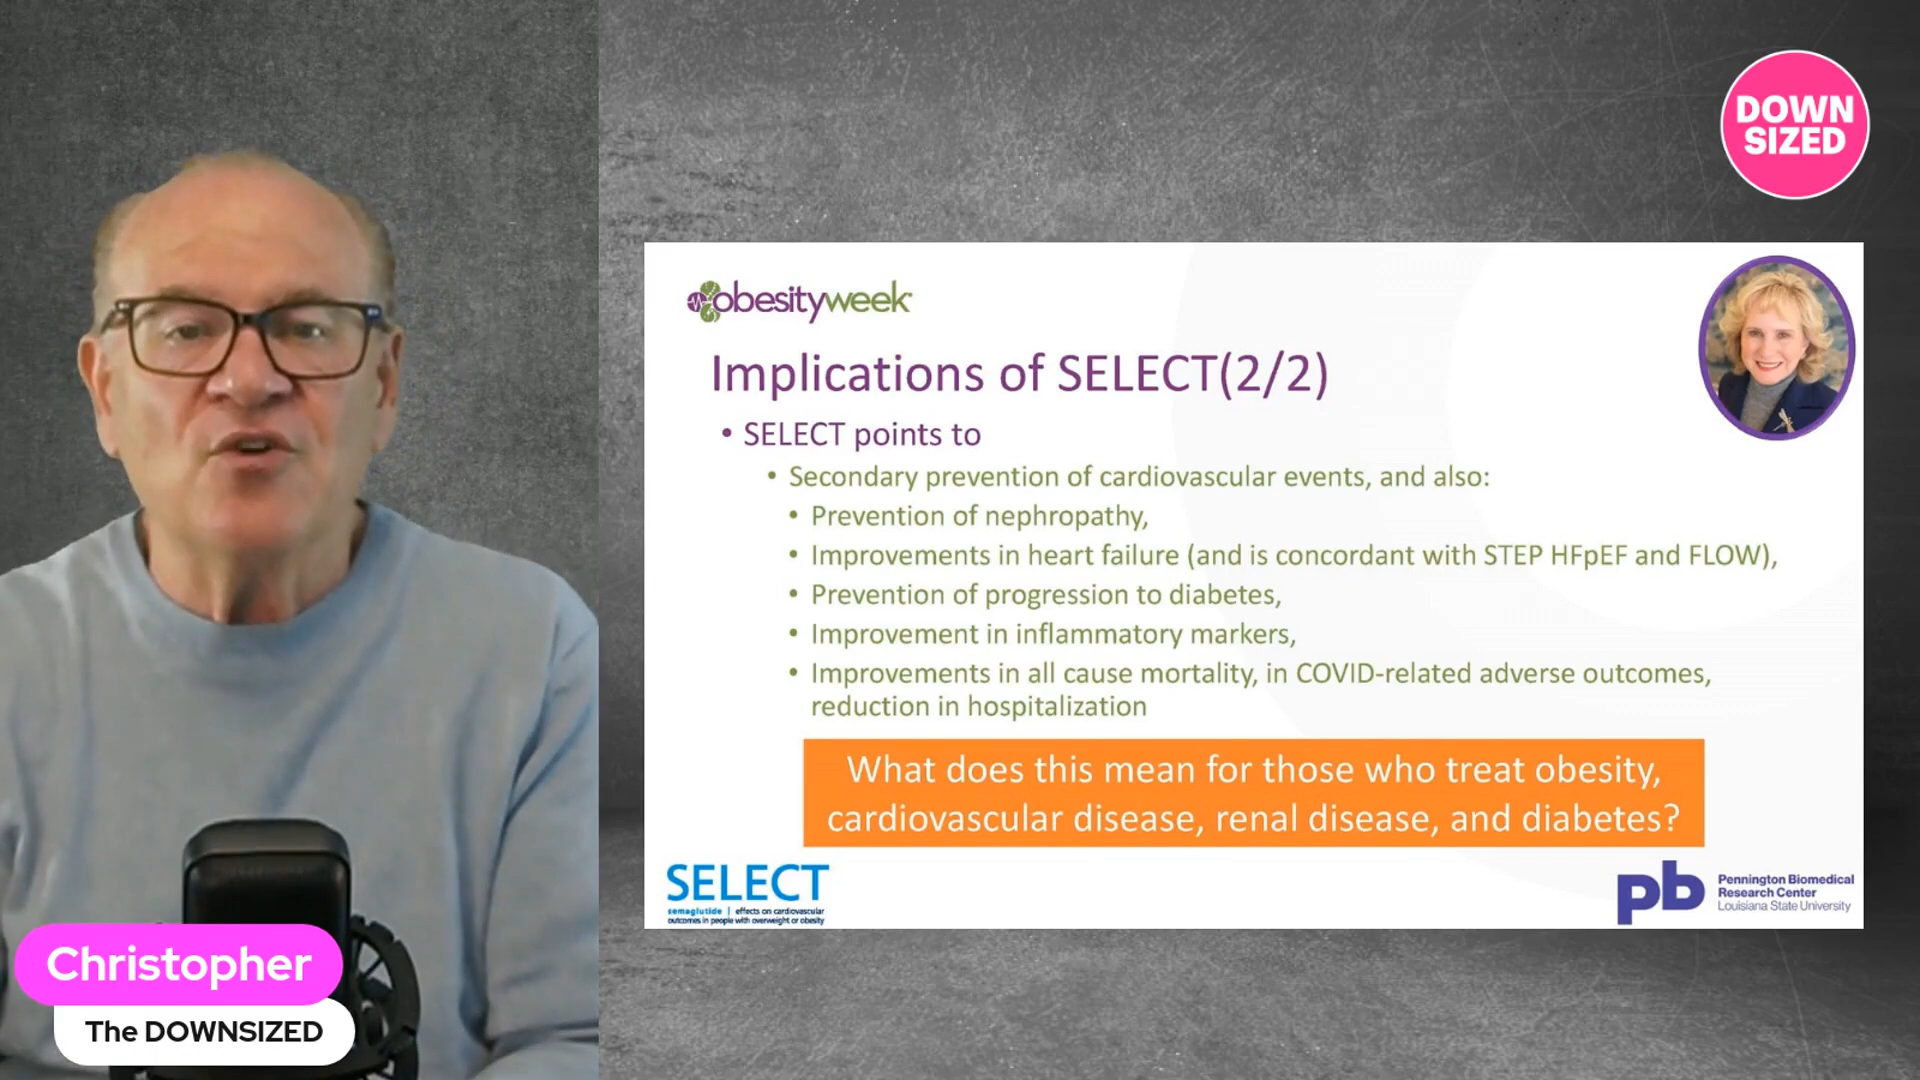 DOWN
SIZED
obesityweek
Implications of SELECT(2/2)
• SELECT points to
• Secondary prevention of cardiovascular events, and also:
• Prevention of nephropathy,
• Improvements in heart failure (and is concordant with STEP HFpEF and FLOW),
• Prevention of progression to diabetes,
• Improvement in inflammatory markers,
• Improvements in all cause mortality, in COVID-related adverse outcomes,
reduction in hospitalization
What does this mean for those who treat obesity,
cardiovascular disease, renal disease, and diabetes?
SELECT
semaglutide | effects on cardiovascular
outcomes in people with overweight or obesity
pb
Pennington Biomedical
Research Center
Louisiana State University
Christopher
The DOWNSIZED